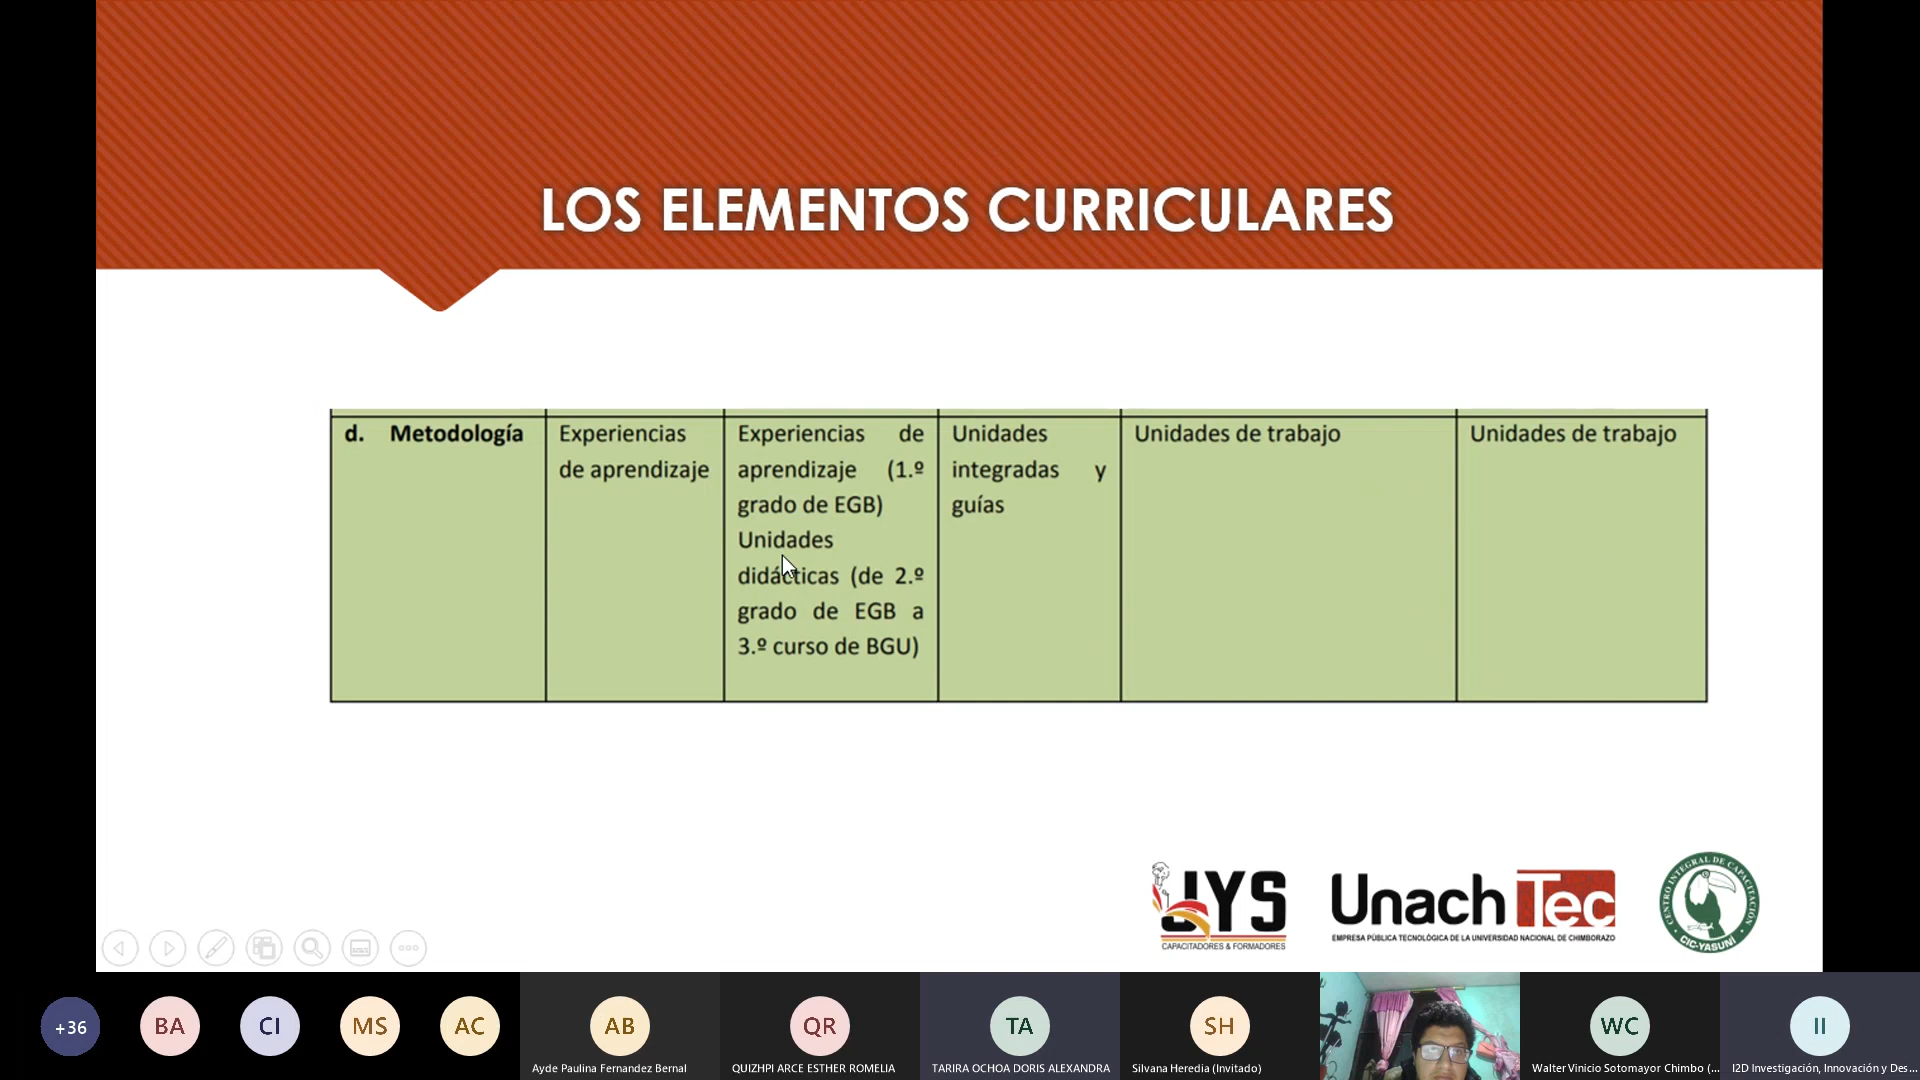 LOS ELEMENTOS CURRICULARES
d. Metodología
Experiencias
de aprendizaje
Experiencias de
aprendizaje (1.º
grado de EGB)
Unidades
didácticas (de 2.º
grado de EGB a
3.º curso de BGU)
Unidades
integradas y
guías
Unidades de trabajo
Unidades de trabajo
JYS
CAPACITADORES & FORMADORES
UnachTec
EMPRESA PÚBLICA TECNOLÓGICA DE LA UNIVERSIDAD NACIONAL DE CHIMBORAZO
CENTRO INTEGRAL DE CAPACITACIÓN
CIC-YASUNÍ
+36
BA
CI
MS
AC
AB
Ayde Paulina Fernandez Bernal
QR
QUIZHPI ARCE ESTHER ROMELIA
TA
TARIRA OCHOA DORIS ALEXANDRA
SH
Silvana Heredia (Invitado)
WC
Walter Vinicio Sotomayor Chimbo (...
II
I2D Investigación, Innovación y Des...